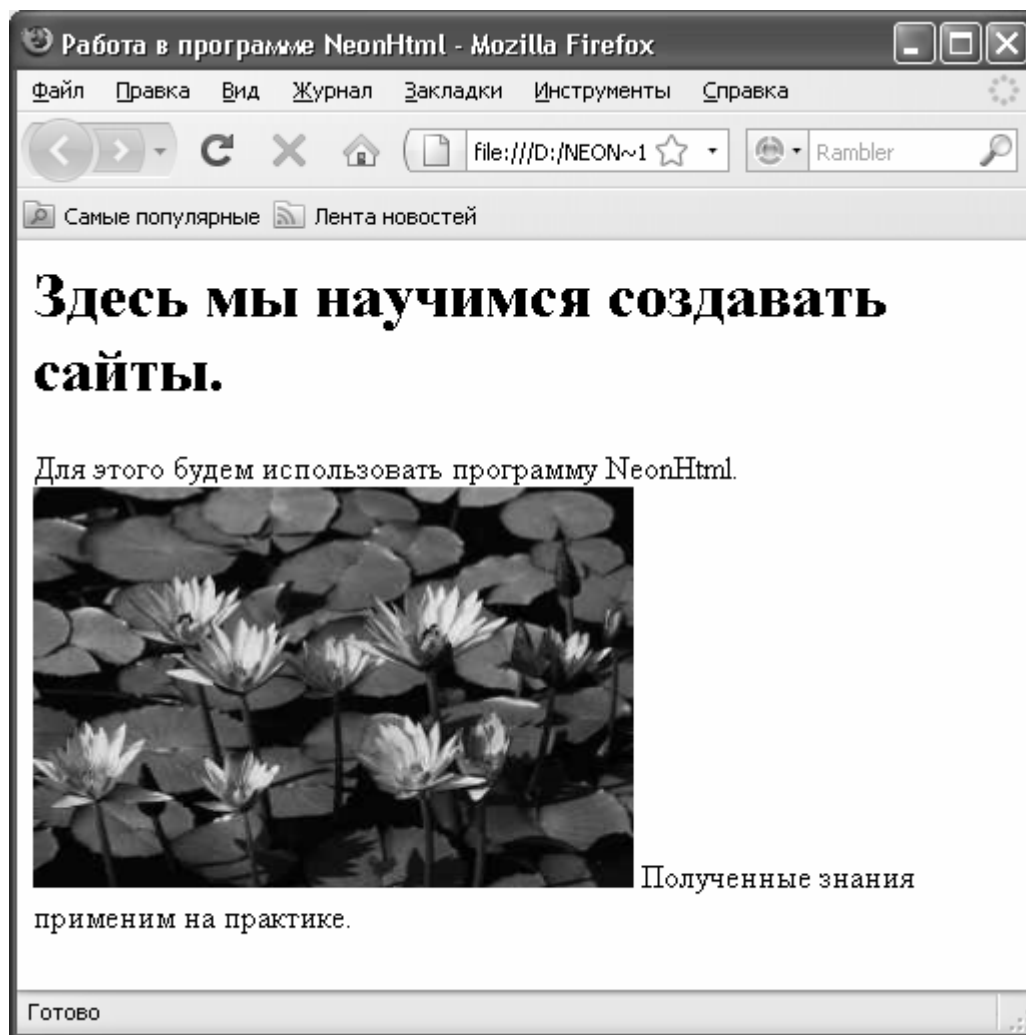 Работа в программе NeonHtml - Mozilla Firefox
Файл Правка Вид Журнал Закладки Инструменты Справка
file:///D:/NEON~1 Rambler
Самые популярные Лента новостей
Здесь мы научимся создавать
сайты.
Для этого будем использовать программу NeonHtml.
Полученные знания
применим на практике.
Готово